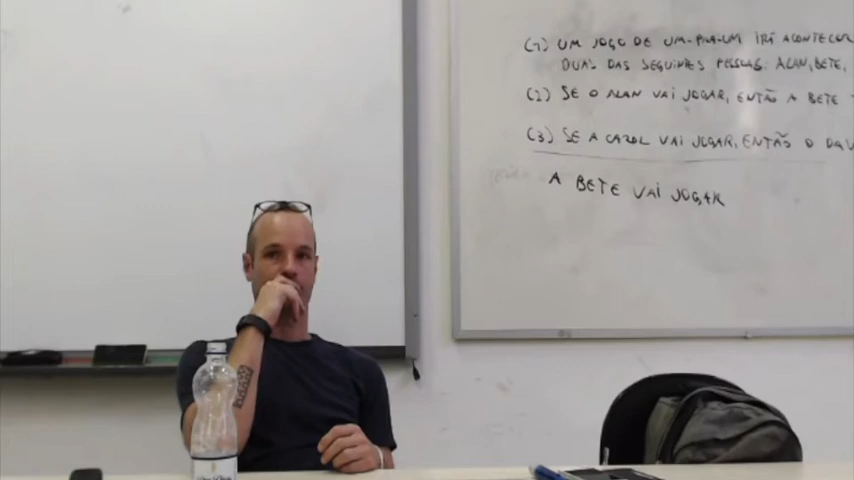 (1) UM JOGO DE UM-PRA-UM IRÁ ACONTECER
DUAS DAS SEGUINTES PESSOAS: ALAN, BETE,
(2) SE O ALAN VAI JOGAR, ENTÃO A BETE
(3) SE A CAROL VAI JOGAR, ENTÃO O DAV
A BETE VAI JOGAR